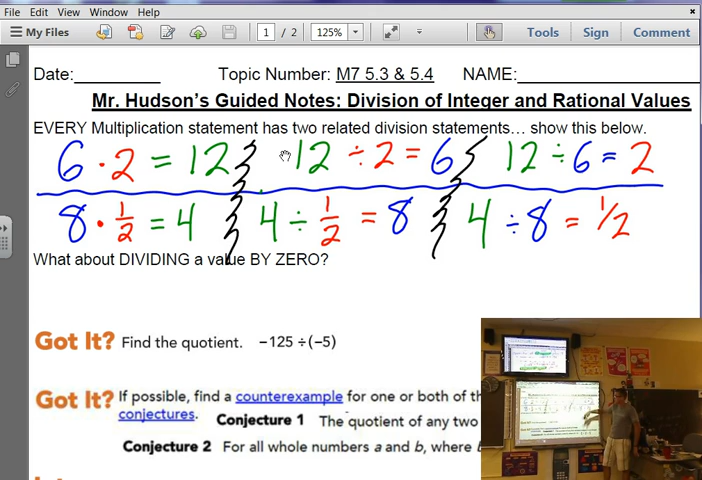 File Edit View Window Help
My Files 1 / 2 125% Tools Sign Comment
Date:_________ Topic Number: M7 5.3 & 5.4 NAME:___________________
Mr. Hudson's Guided Notes: Division of Integer and Rational Values
EVERY Multiplication statement has two related division statements… show this below.
6 · 2 = 12 12 ÷ 2 = 6 12 ÷ 6 = 2
8 · 1/2 = 4 4 ÷ 1/2 = 8 4 ÷ 8 = 1/2
What about DIVIDING a value BY ZERO?
Got It? Find the quotient. −125 ÷ (−5)
Got It? If possible, find a counterexample for one or both of
conjectures. Conjecture 1 The quotient of any two
Conjecture 2 For all whole numbers a and b, where